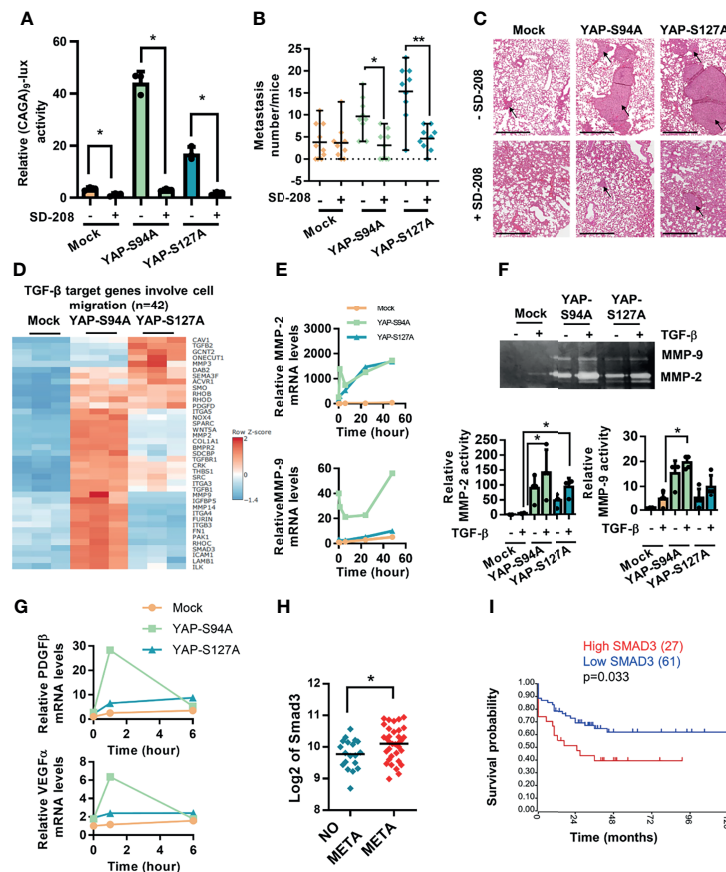 A
Relative (CAGA)9-lux
activity
60
40
20
0
*
*
*
- + - + - +
SD-208
Mock
YAP-S94A
YAP-S127A
B
Metastasis
number/mice
25
20
15
10
5
0
*
**
- + - + - +
SD-208
Mock
YAP-S94A
YAP-S127A
C
Mock YAP-S94A YAP-S127A
- SD-208
+ SD-208
D
TGF-β target genes involve cell
migration (n=42)
Mock YAP-S94A YAP-S127A
CAV1
TGFB2
GCNT2
ONECUT1
MMP3
DAB2
SEMA3F
ACVR1
SMO
RHOB
RHOD
PDGFD
ITGA5
NOX4
SPARC
WNT5A
MMP2
COL1A1
BMPR2
SDCBP
TGFBR1
CRK
THBS1
SRC
ITGA3
TGFB1
MMP9
IGFBP5
MMP14
ITGA4
FURIN
ITGB3
FN1
PAK1
RHOC
SMAD3
ICAM1
LAMB1
ILK
Row Z-score
2
−1.4
E
Mock
YAP-S94A
YAP-S127A
Relative MMP-2
mRNA levels
3000
2000
1000
0
0 20 40 60
Time (hour)
RelativeMMP-9
mRNA levels
60
40
20
0
0 20 40 60
Time (hour)
F
Mock
YAP-
S94A
YAP-
S127A
- + - + - + TGF-β
MMP-9
MMP-2
Relative
MMP-2 activity
250
200
150
100
50
0
*
*
- + - + - +
TGF-β
Mock
YAP-S94A
YAP-S127A
Relative
MMP-9 activity
30
20
10
0
*
- + - + - +
TGF-β
Mock
YAP-S94A
YAP-S127A
G
Mock
YAP-S94A
YAP-S127A
Relative PDGFβ
mRNA levels
30
20
10
0
0 2 4 6
Time (hour)
Relative VEGFα
mRNA levels
8
6
4
2
0
0 2 4 6
Time (hour)
H
Log2 of Smad3
12
11
10
9
8
*
NO
META
META
I
High SMAD3 (27)
Low SMAD3 (61)
p=0.033
Survival probability
1.00
0.90
0.80
0.70
0.60
0.50
0.40
0.30
0.20
0.10
0.00
0 24 48 72 96
Time (months)